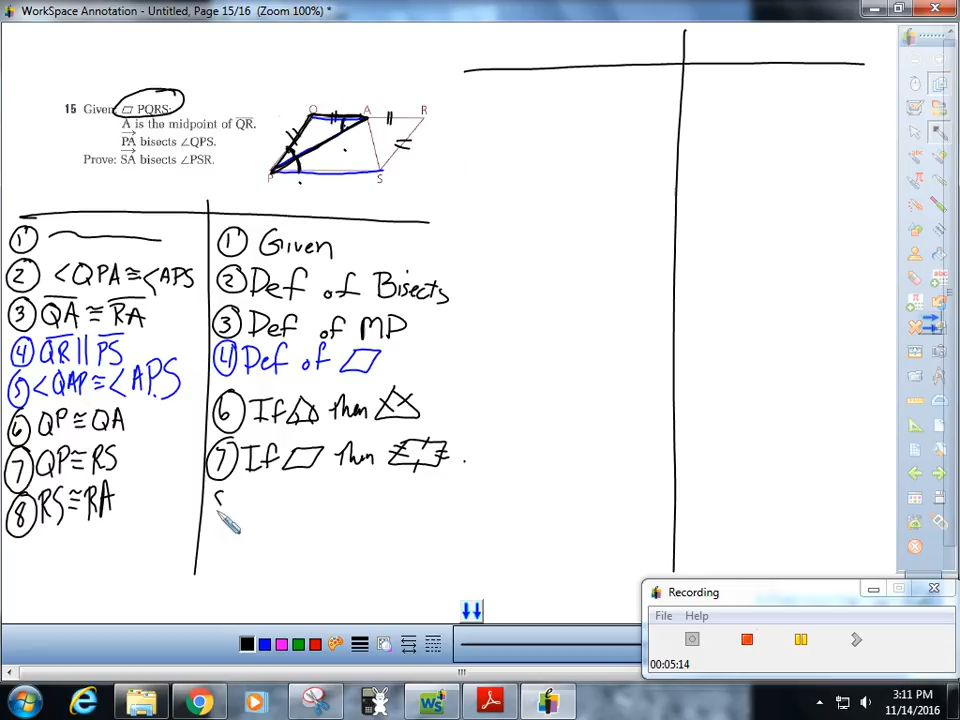 WorkSpace Annotation - Untitled, Page 15/16 (Zoom 100%) *
15 Given: ▱ PQRS;
A is the midpoint of QR.
PA bisects ∠QPS.
Prove: SA bisects ∠PSR.
Q A R
P S
①
② <QPA ≅ <APS
③ QA ≅ RA
④ QR || PS
⑤ <QAP ≅ <APS
⑥ QP ≅ QA
⑦ QP ≅ RS
⑧ RS ≅ RA
① Given
② Def of Bisects
③ Def of MP
④ Def of ▱
⑥ If △ then △
⑦ If ▱ then ▱.
Recording
File Help
00:05:14
3:11 PM
11/14/2016